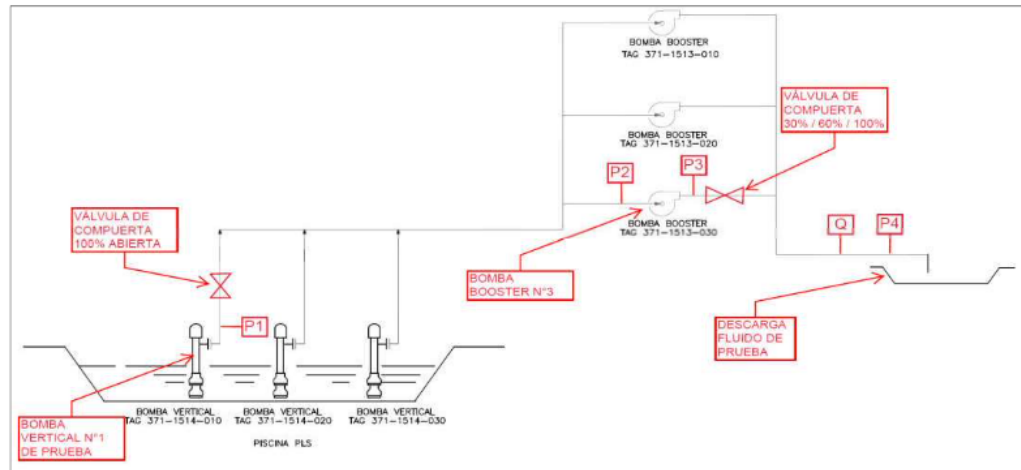 BOMBA BOOSTER
TAG 371-1513-010
VÁLVULA DE
COMPUERTA
30% / 60% / 100%
BOMBA BOOSTER
TAG 371-1513-020
P2
P3
BOMBA BOOSTER
TAG 371-1513-030
VÁLVULA DE
COMPUERTA
100% ABIERTA
Q
P4
BOMBA
BOOSTER N°3
P1
DESCARGA
FLUIDO DE
PRUEBA
BOMBA VERTICAL
TAG 371-1514-010
BOMBA VERTICAL
TAG 371-1514-020
BOMBA VERTICAL
TAG 371-1514-030
BOMBA
VERTICAL N°1
DE PRUEBA
PISCINA PLS